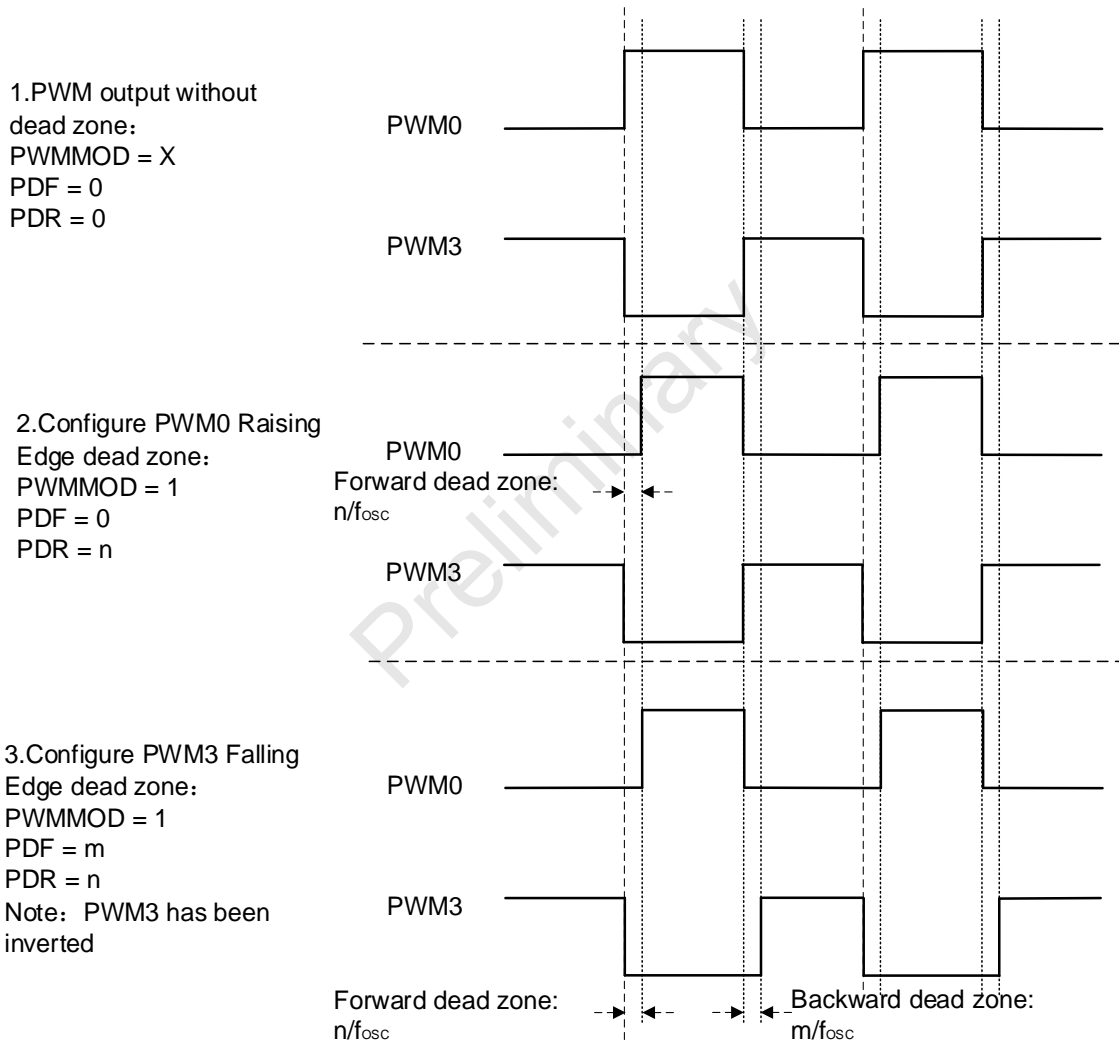 1.PWM output without
dead zone：
PWMMOD = X
PDF = 0
PDR = 0
PWM0
PWM3
2.Configure PWM0 Raising
Edge dead zone：
PWMMOD = 1
PDF = 0
PDR = n
PWM0
Forward dead zone:
n/fosc
PWM3
3.Configure PWM3 Falling
Edge dead zone：
PWMMOD = 1
PDF = m
PDR = n
Note：PWM3 has been
inverted
PWM0
PWM3
Forward dead zone:
n/fosc
Backward dead zone:
m/fosc
Preliminary